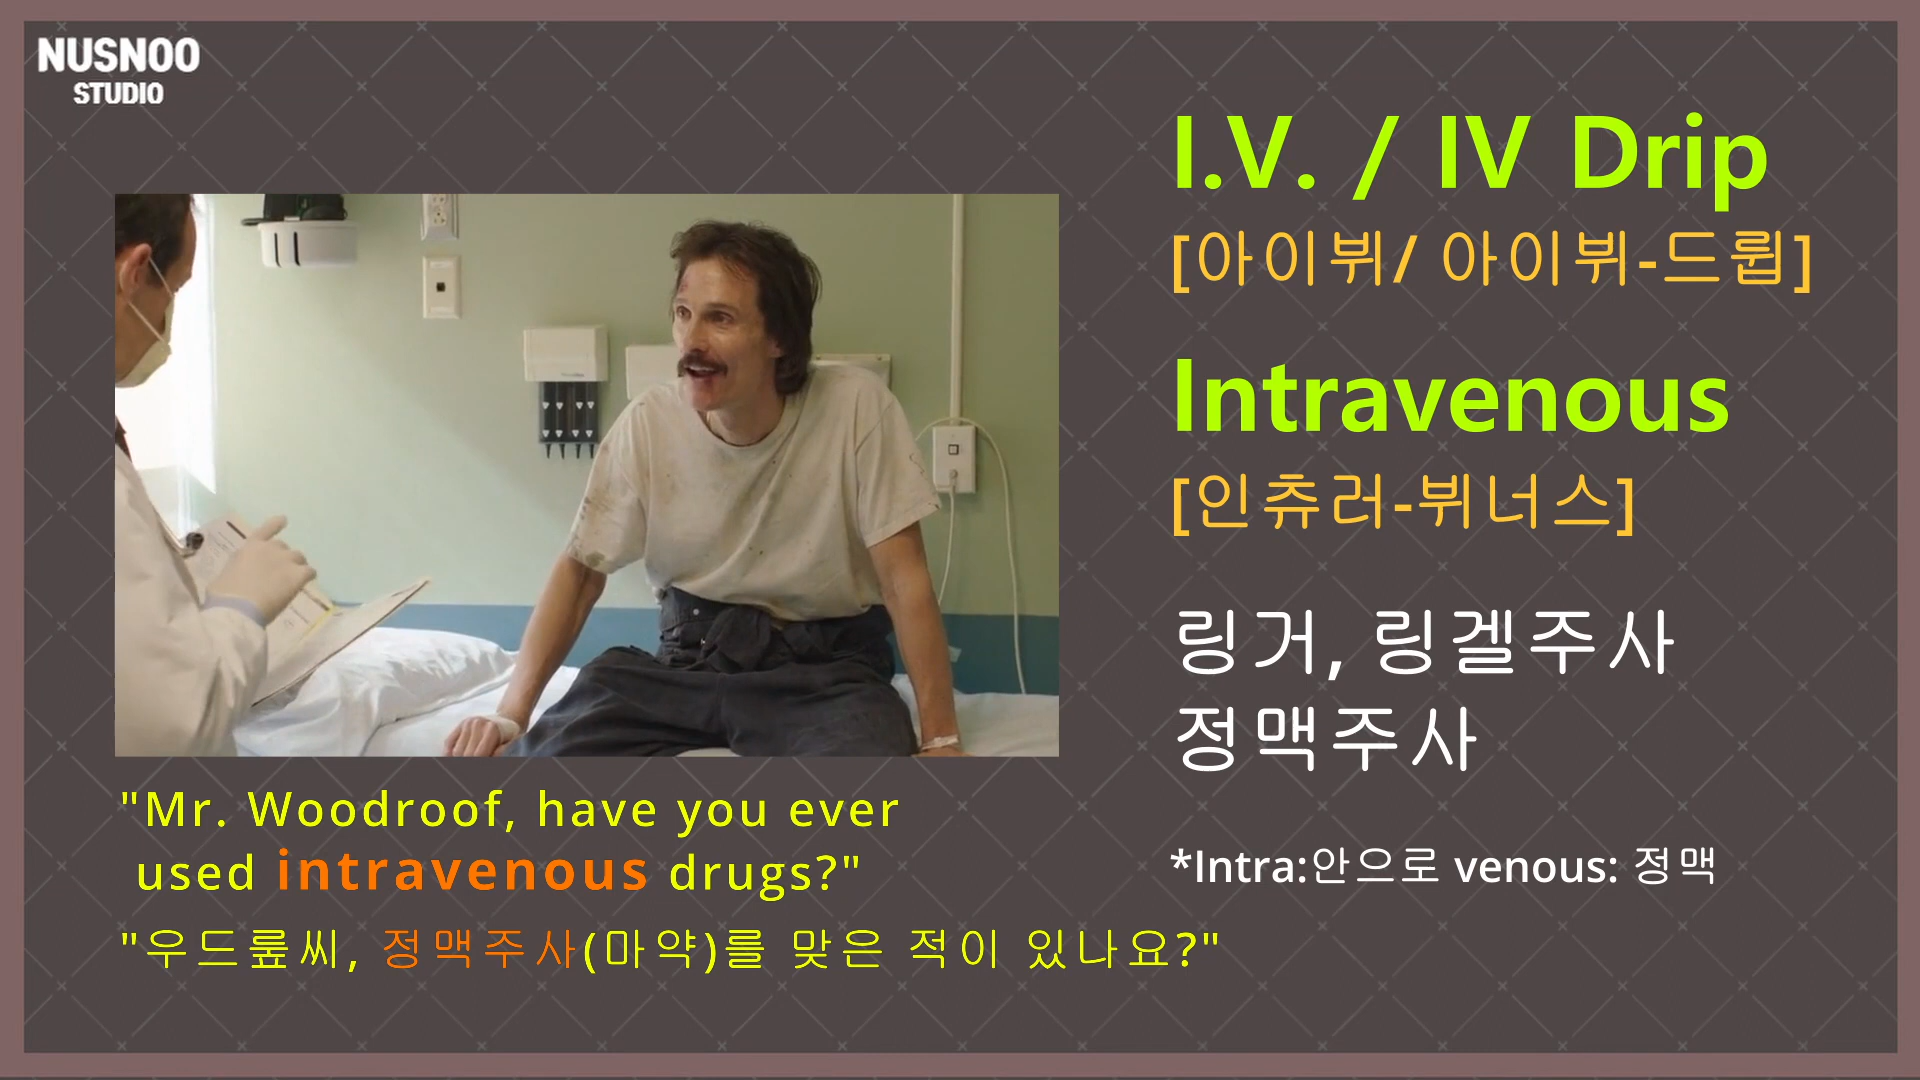 NUSNOO
STUDIO
I.V. / IV Drip
[아이뷔/ 아이뷔-드륍]
Intravenous
[인츄러-뷔너스]
링거, 링겔주사
정맥주사
"Mr. Woodroof, have you ever
used intravenous drugs?"
"우드륲씨, 정맥주사(마약)를 맞은 적이 있나요?"
*Intra:안으로 venous: 정맥